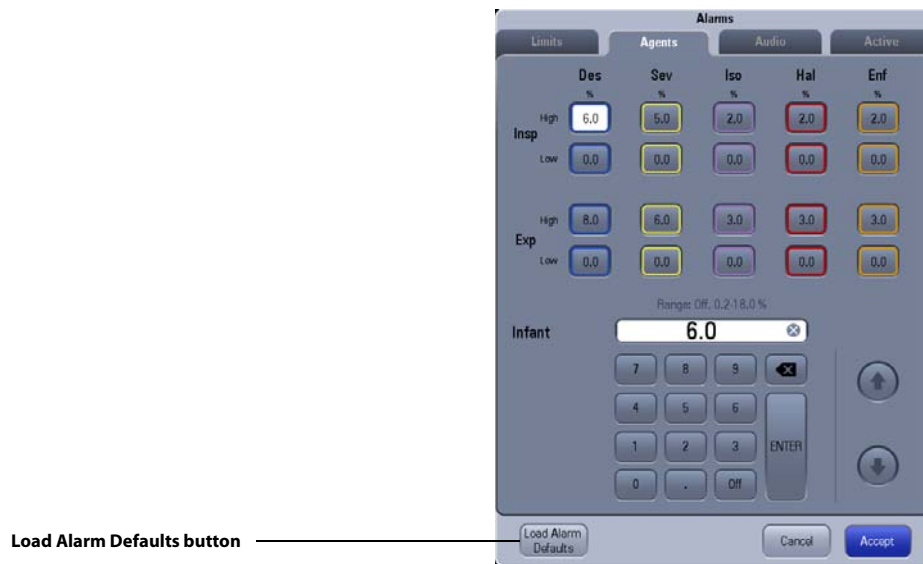 Alarms
Limits Agents Audio Active
Des Sev Iso Hal Enf
% % % % %
High 6.0 5.0 2.0 2.0 2.0
Insp
Low 0.0 0.0 0.0 0.0 0.0
High 8.0 6.0 3.0 3.0 3.0
Exp
Low 0.0 0.0 0.0 0.0 0.0
Range: Off, 0.2-18.0 %
Infant 6.0
7 8 9
4 5 6
1 2 3 ENTER
0 . Off
Load Alarm Defaults button
Load Alarm
Defaults
Cancel Accept